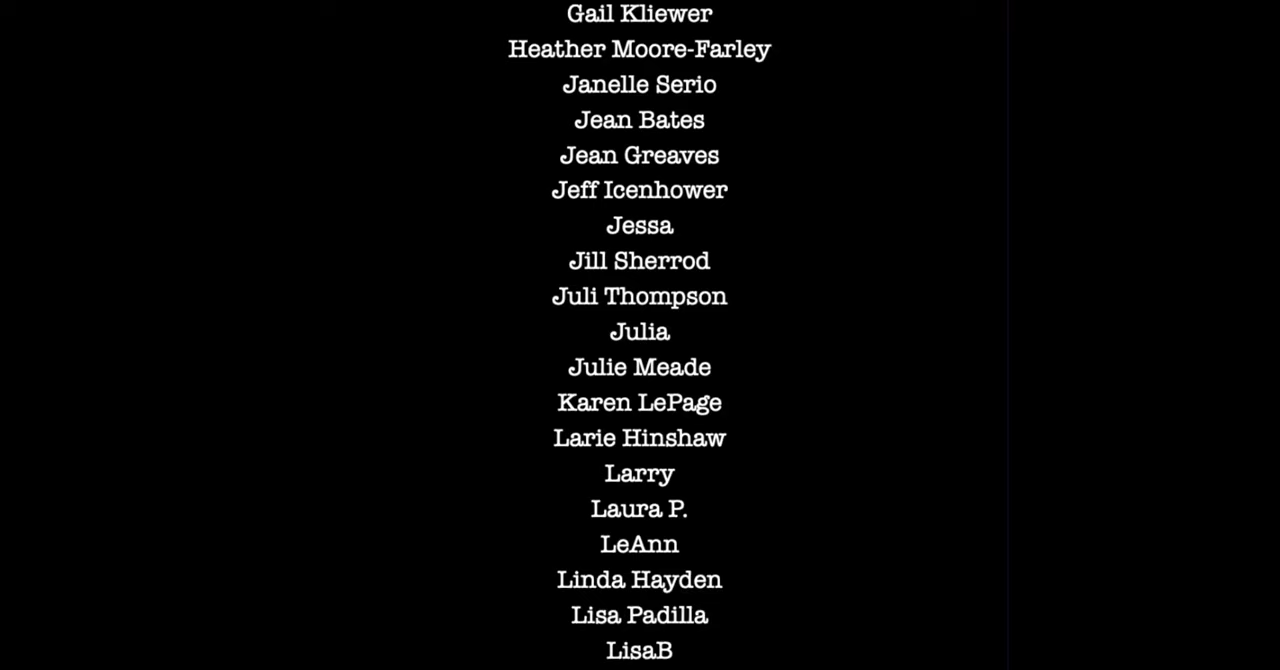 Gail Kliewer
Heather Moore-Farley
Janelle Serio
Jean Bates
Jean Greaves
Jeff Icenhower
Jessa
Jill Sherrod
Juli Thompson
Julia
Julie Meade
Karen LePage
Larie Hinshaw
Larry
Laura P.
LeAnn
Linda Hayden
Lisa Padilla
LisaB